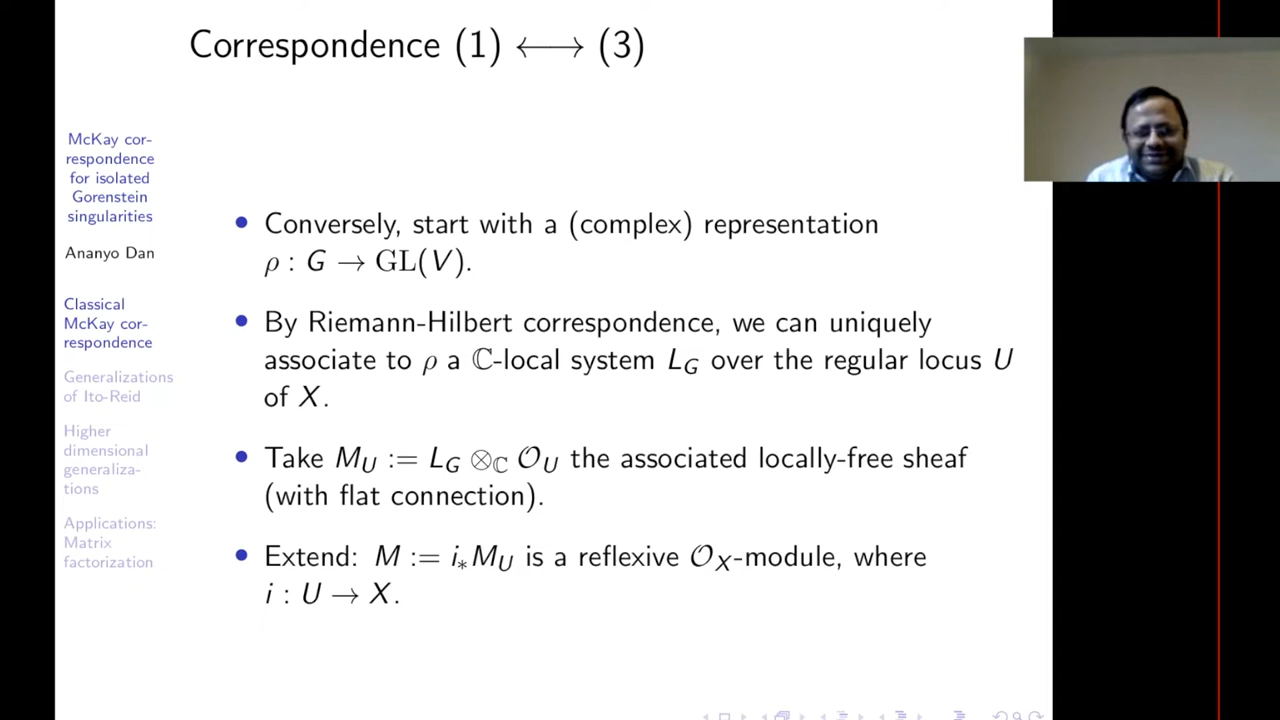 Correspondence (1) ⟷ (3)
McKay cor-
respondence
for isolated
Gorenstein
singularities
Ananyo Dan
Classical
McKay cor-
respondence
Generalizations
of Ito-Reid
Higher
dimensional
generaliza-
tions
Applications:
Matrix
factorization
• Conversely, start with a (complex) representation
ρ : G → GL(V).
• By Riemann-Hilbert correspondence, we can uniquely
associate to ρ a ℂ-local system L_G over the regular locus U
of X.
• Take M_U := L_G ⊗_ℂ 𝒪_U the associated locally-free sheaf
(with flat connection).
• Extend: M := i_*M_U is a reflexive 𝒪_X-module, where
i : U → X.